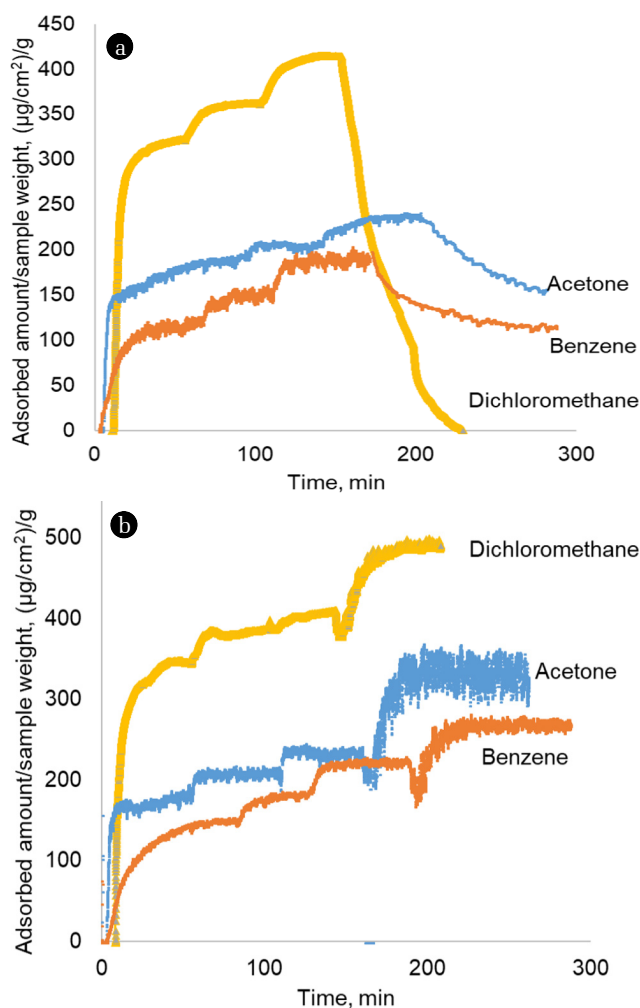 a
Adsorbed amount/sample weight, (µg/cm²)/g
450
400
350
300
250
200
150
100
50
0
Acetone
Benzene
Dichloromethane
0 100 200 300
Time, min
b
Adsorbed amount/sample weight, (µg/cm²)/g
500
400
300
200
100
0
Dichloromethane
Acetone
Benzene
0 100 200 300
Time, min